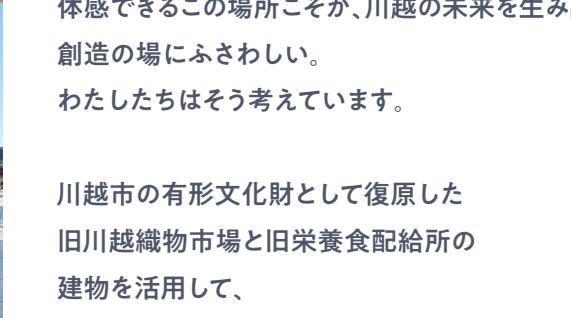 体感できるこの場所こそが、川越の未来を生み
創造の場にふさわしい。
わたしたちはそう考えています。
川越市の有形文化財として復原した
旧川越織物市場と旧栄養食配給所の
建物を活用して、